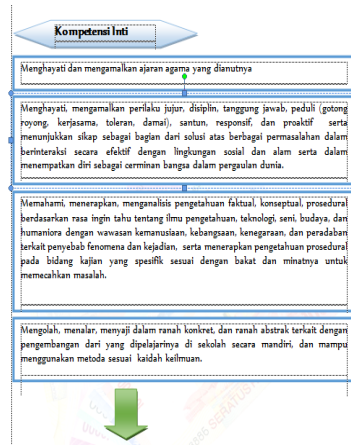 Kompetensi Inti
Menghayati dan mengamalkan ajaran agama yang dianutnya
Menghayati, mengamalkan perilaku jujur, disiplin, tanggung jawab, peduli (gotong
royong, kerjasama, toleran, damai), santun, responsif, dan proaktif serta
menunjukkan sikap sebagai bagian dari solusi atas berbagai permasalahan dalam
berinteraksi secara efektif dengan lingkungan sosial dan alam serta dalam
menempatkan diri sebagai cerminan bangsa dalam pergaulan dunia.
Memahami, menerapkan, menganalisis pengetahuan faktual, konseptual, prosedural
berdasarkan rasa ingin tahu tentang ilmu pengetahuan, teknologi, seni, budaya, dan
humaniora dengan wawasan kemanusiaan, kebangsaan, kenegaraan, dan peradaban
terkait penyebab fenomena dan kejadian, serta menerapkan pengetahuan prosedural
pada bidang kajian yang spesifik sesuai dengan bakat dan minatnya untuk
memecahkan masalah.
Mengolah, menalar, menyaji dalam ranah konkret, dan ranah abstrak terkait dengan
pengembangan dari yang dipelajarinya di sekolah secara mandiri, dan mampu
menggunakan metoda sesuai kaidah keilmuan.